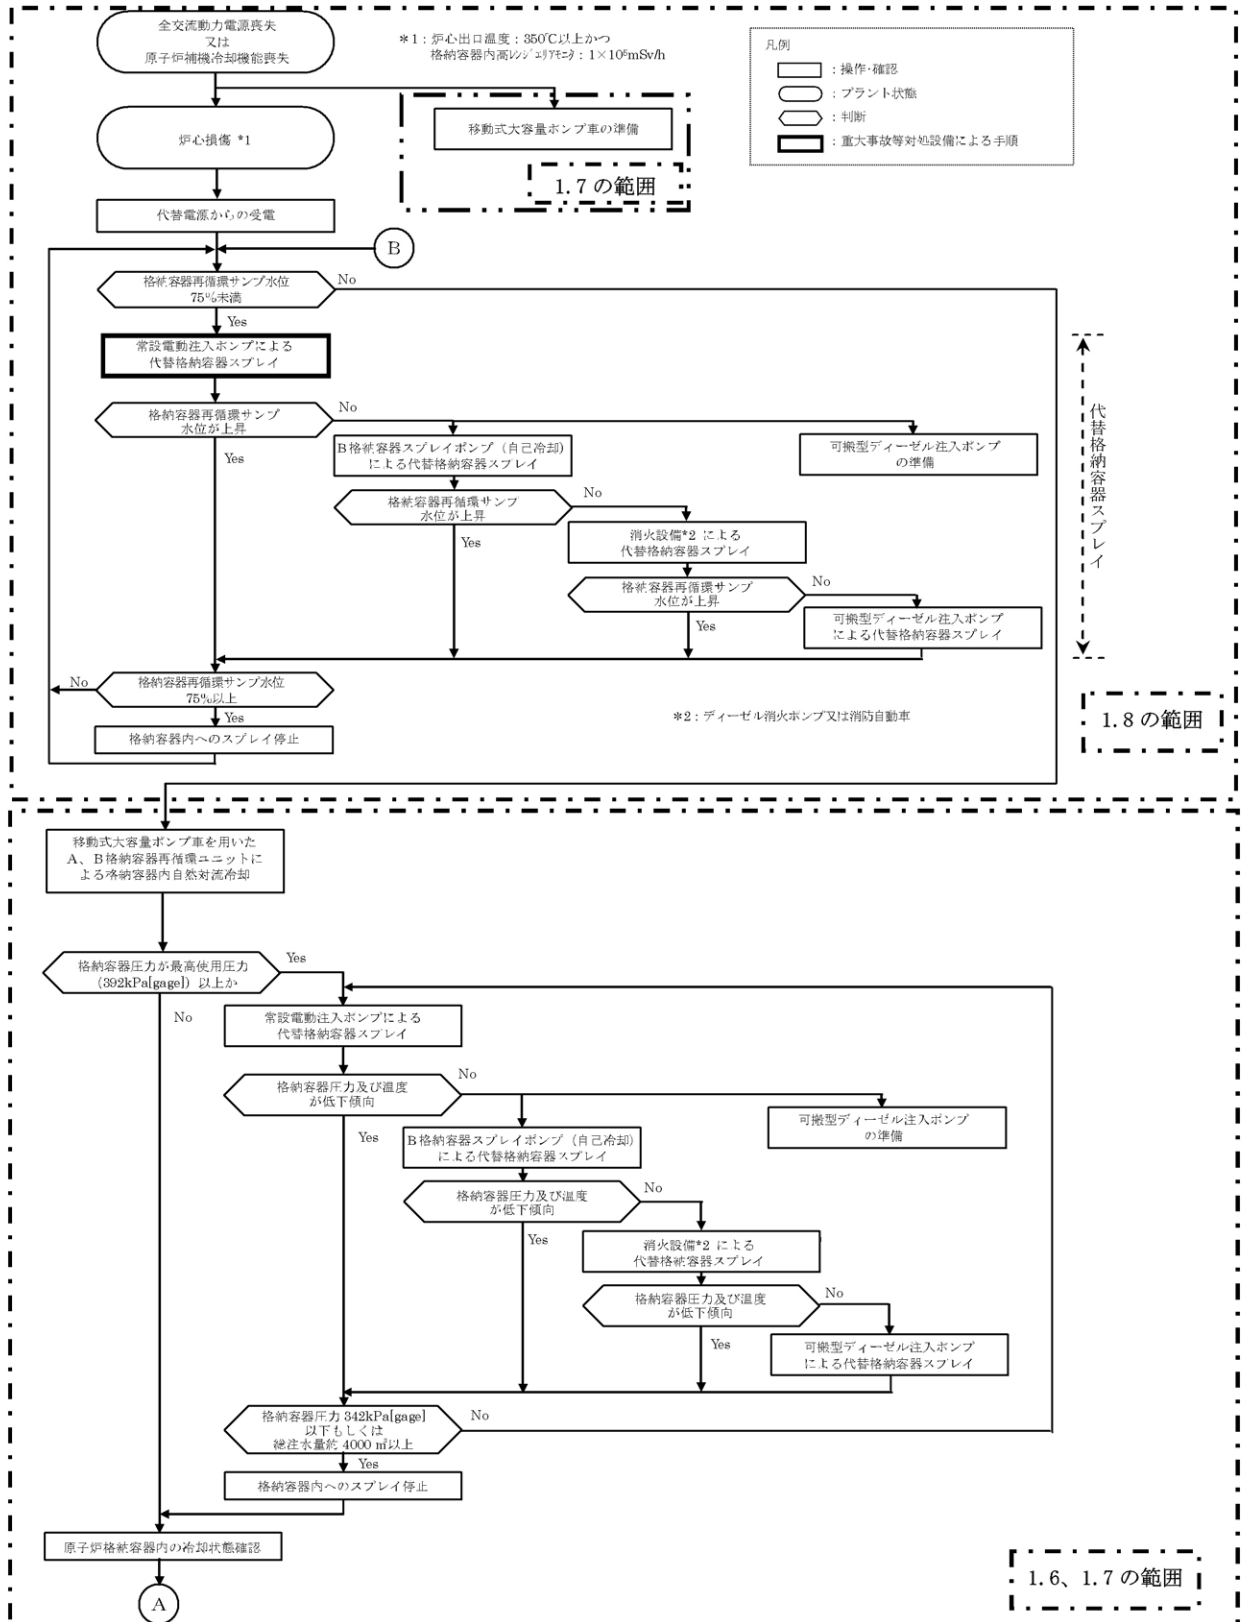 全交流動力電源喪失
又は
原子炉補機冷却機能喪失
*1：炉心出口温度：350℃以上かつ
格納容器内高レンジエリアモニタ：1×10⁵mSv/h
凡例
：操作・確認
：プラント状態
：判断
：重大事故等対処設備による手順
炉心損傷 *1
移動式大容量ポンプ車の準備
1.7の範囲
代替電源からの受電
B
格納容器再循環サンプ水位
75%未満
No
Yes
常設電動注入ポンプによる
代替格納容器スプレイ
格納容器再循環サンプ
水位が上昇
No
Yes
B格納容器スプレイポンプ（自己冷却）
による代替格納容器スプレイ
可搬型ディーゼル注入ポンプ
の準備
格納容器再循環サンプ
水位が上昇
No
Yes
消火設備*2 による
代替格納容器スプレイ
格納容器再循環サンプ
水位が上昇
No
Yes
可搬型ディーゼル注入ポンプ
による代替格納容器スプレイ
代替格納容器スプレイ
格納容器再循環サンプ水位
75%以上
No
Yes
格納容器内へのスプレイ停止
*2：ディーゼル消火ポンプ又は消防自動車
1.8の範囲
移動式大容量ポンプ車を用いた
A、B格納容器再循環ユニットに
よる格納容器内自然対流冷却
格納容器圧力が最高使用圧力
（392kPa[gage]）以上か
Yes
No
常設電動注入ポンプによる
代替格納容器スプレイ
格納容器圧力及び温度
が低下傾向
No
Yes
B格納容器スプレイポンプ（自己冷却）
による代替格納容器スプレイ
可搬型ディーゼル注入ポンプ
の準備
格納容器圧力及び温度
が低下傾向
No
Yes
消火設備*2 による
代替格納容器スプレイ
格納容器圧力及び温度
が低下傾向
No
Yes
可搬型ディーゼル注入ポンプ
による代替格納容器スプレイ
格納容器圧力 342kPa[gage]
以下もしくは
総注水量約 4000 ㎥以上
No
Yes
格納容器内へのスプレイ停止
原子炉格納容器内の冷却状態確認
A
1.6、1.7の範囲